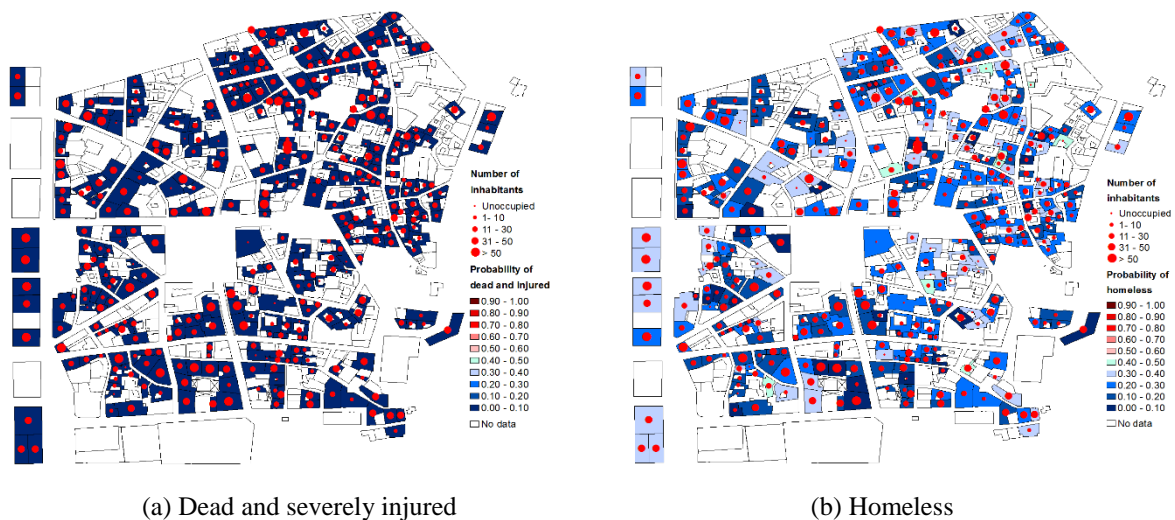 Number of
inhabitants
Unoccupied
1- 10
11 - 30
31 - 50
> 50
Probability of
dead and injured
0.90 - 1.00
0.80 - 0.90
0.70 - 0.80
0.60 - 0.70
0.50 - 0.60
0.40 - 0.50
0.30 - 0.40
0.20 - 0.30
0.10 - 0.20
0.00 - 0.10
No data
Number of
inhabitants
Unoccupied
1 - 10
11 - 30
31 - 50
> 50
Probability of
homeless
0.90 - 1.00
0.80 - 0.90
0.70 - 0.80
0.60 - 0.70
0.50 - 0.60
0.40 - 0.50
0.30 - 0.40
0.20 - 0.30
0.10 - 0.20
0.00 - 0.10
No data
(a) Dead and severely injured
(b) Homeless